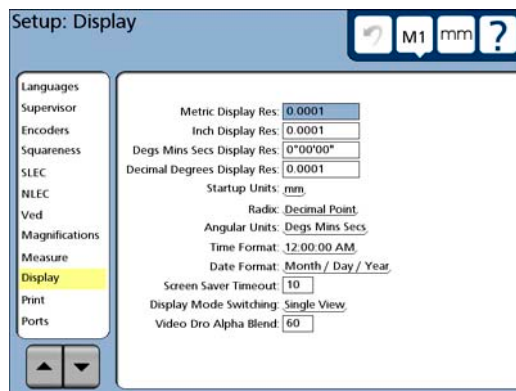 Setup: Display
M1 mm ?
Languages
Supervisor
Encoders
Squareness
SLEC
NLEC
Ved
Magnifications
Measure
Display
Print
Ports
Metric Display Res: 0.0001
Inch Display Res: 0.0001
Degs Mins Secs Display Res: 0°00'00"
Decimal Degrees Display Res: 0.0001
Startup Units: mm
Radix: Decimal Point
Angular Units: Degs Mins Secs
Time Format: 12:00:00 AM
Date Format: Month / Day / Year
Screen Saver Timeout: 10
Display Mode Switching: Single View
Video Dro Alpha Blend: 60